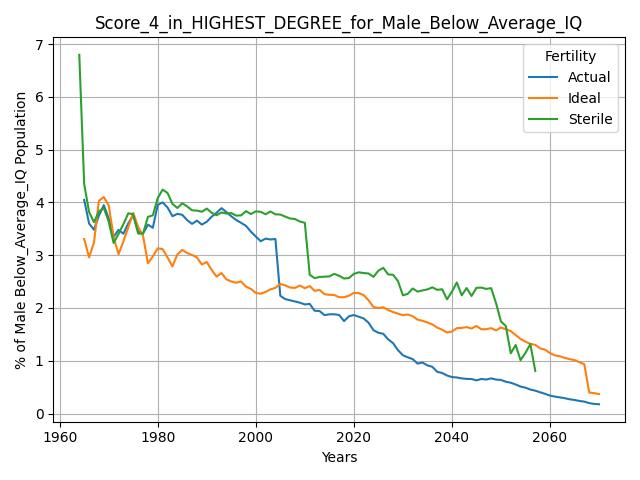 Score_4_in_HIGHEST_DEGREE_for_Male_Below_Average_IQ
% of Male Below_Average_IQ Population
7
6
5
4
3
2
1
0
Fertility
Actual
Ideal
Sterile
1960
1980
2000
2020
2040
2060
Years